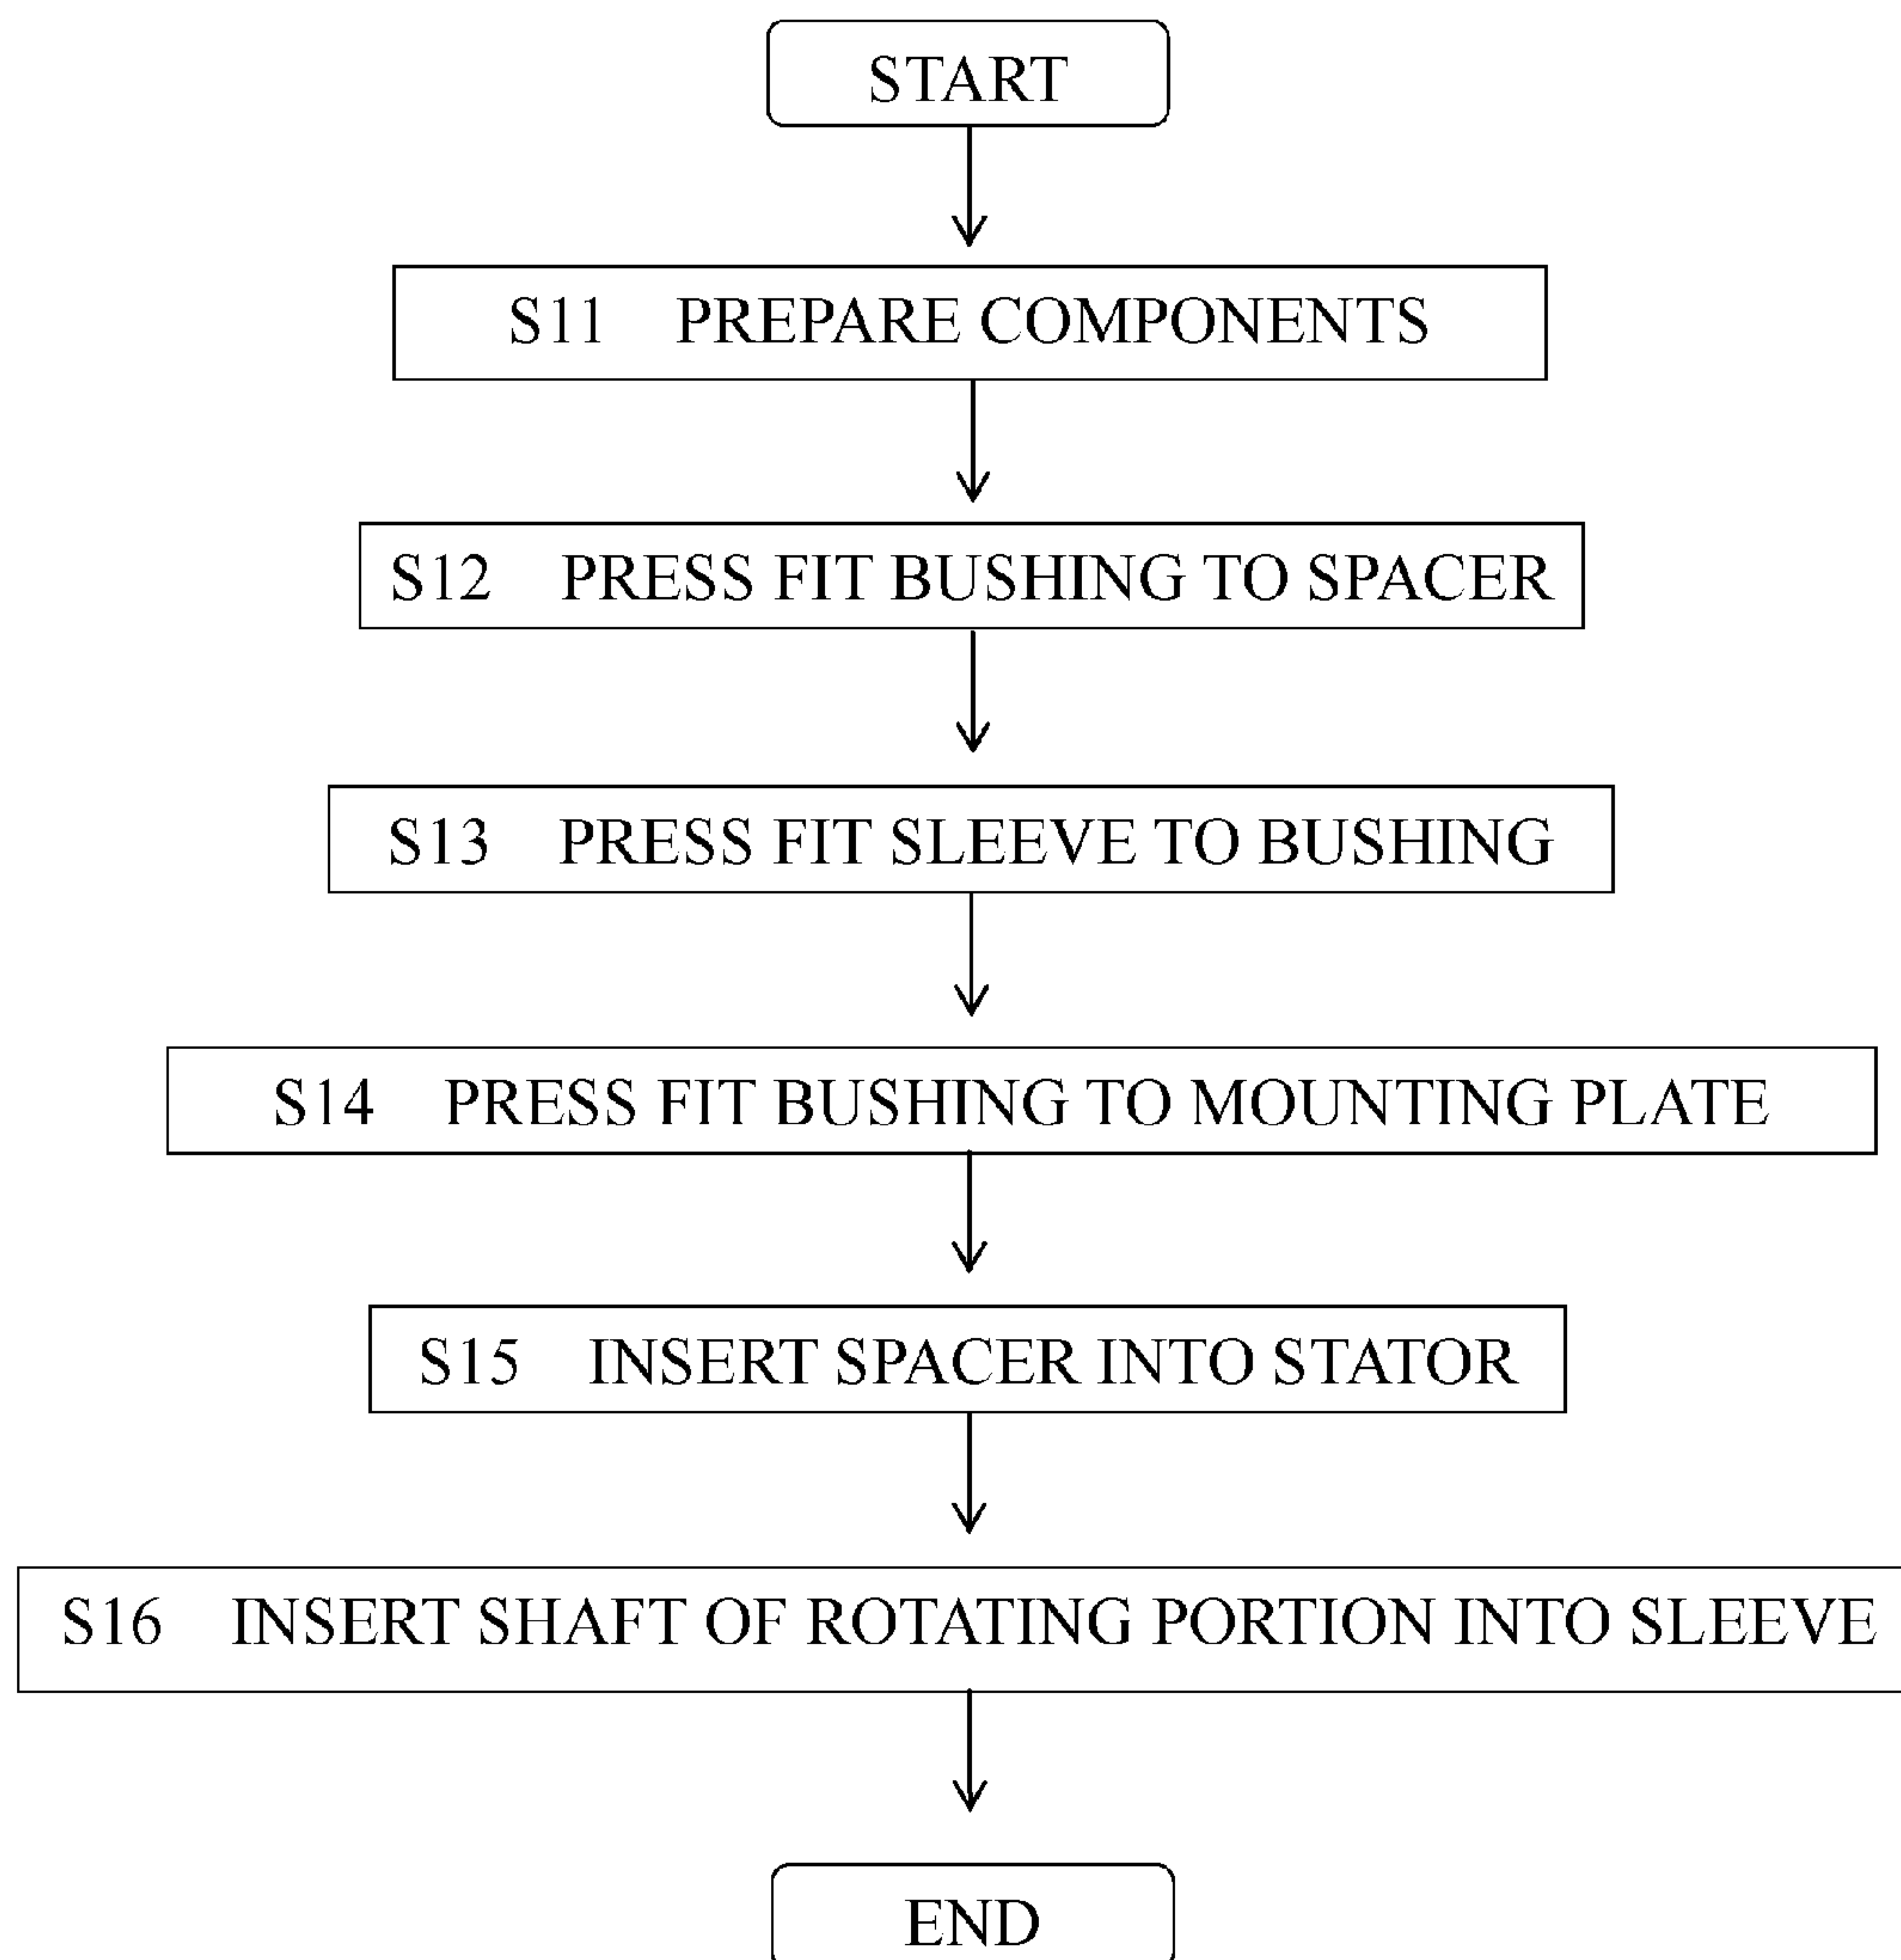 START
S11 PREPARE COMPONENTS
S12 PRESS FIT BUSHING TO SPACER
S13 PRESS FIT SLEEVE TO BUSHING
S14 PRESS FIT BUSHING TO MOUNTING PLATE
S15 INSERT SPACER INTO STATOR
S16 INSERT SHAFT OF ROTATING PORTION INTO SLEEVE
END